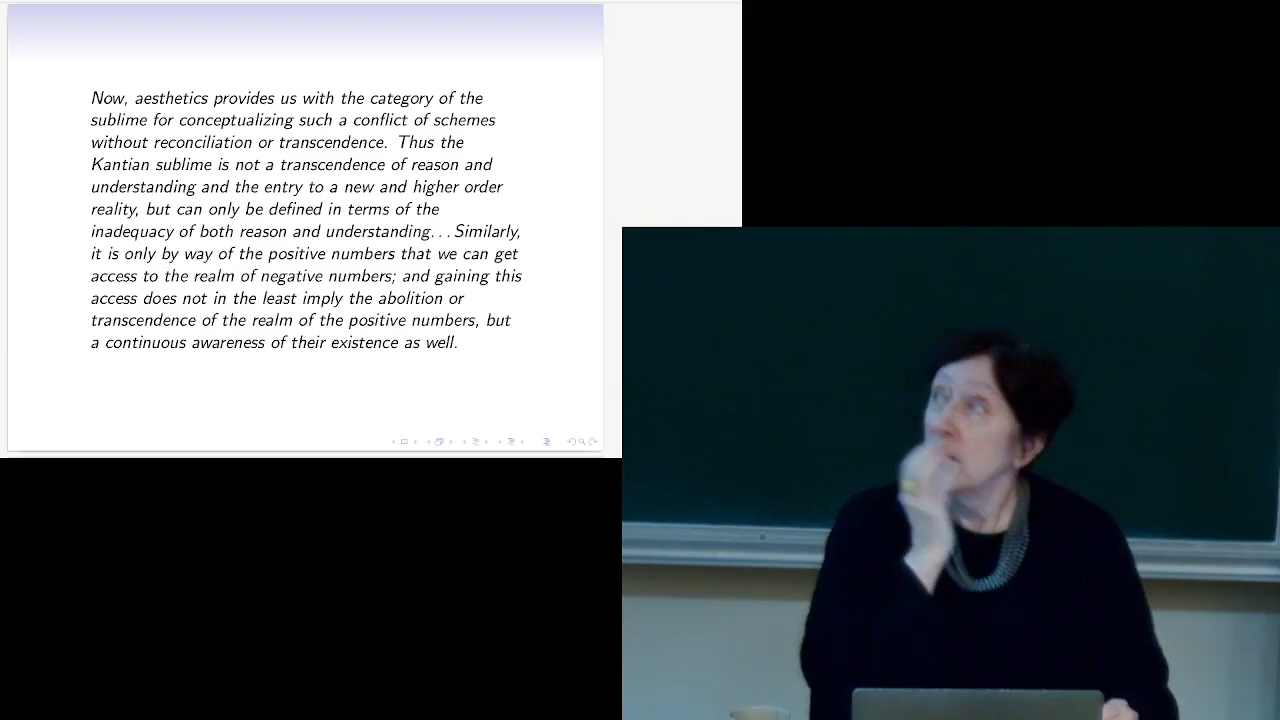 Now, aesthetics provides us with the category of the
sublime for conceptualizing such a conflict of schemes
without reconciliation or transcendence. Thus the
Kantian sublime is not a transcendence of reason and
understanding and the entry to a new and higher order
reality, but can only be defined in terms of the
inadequacy of both reason and understanding...Similarly,
it is only by way of the positive numbers that we can get
access to the realm of negative numbers; and gaining this
access does not in the least imply the abolition or
transcendence of the realm of the positive numbers, but
a continuous awareness of their existence as well.